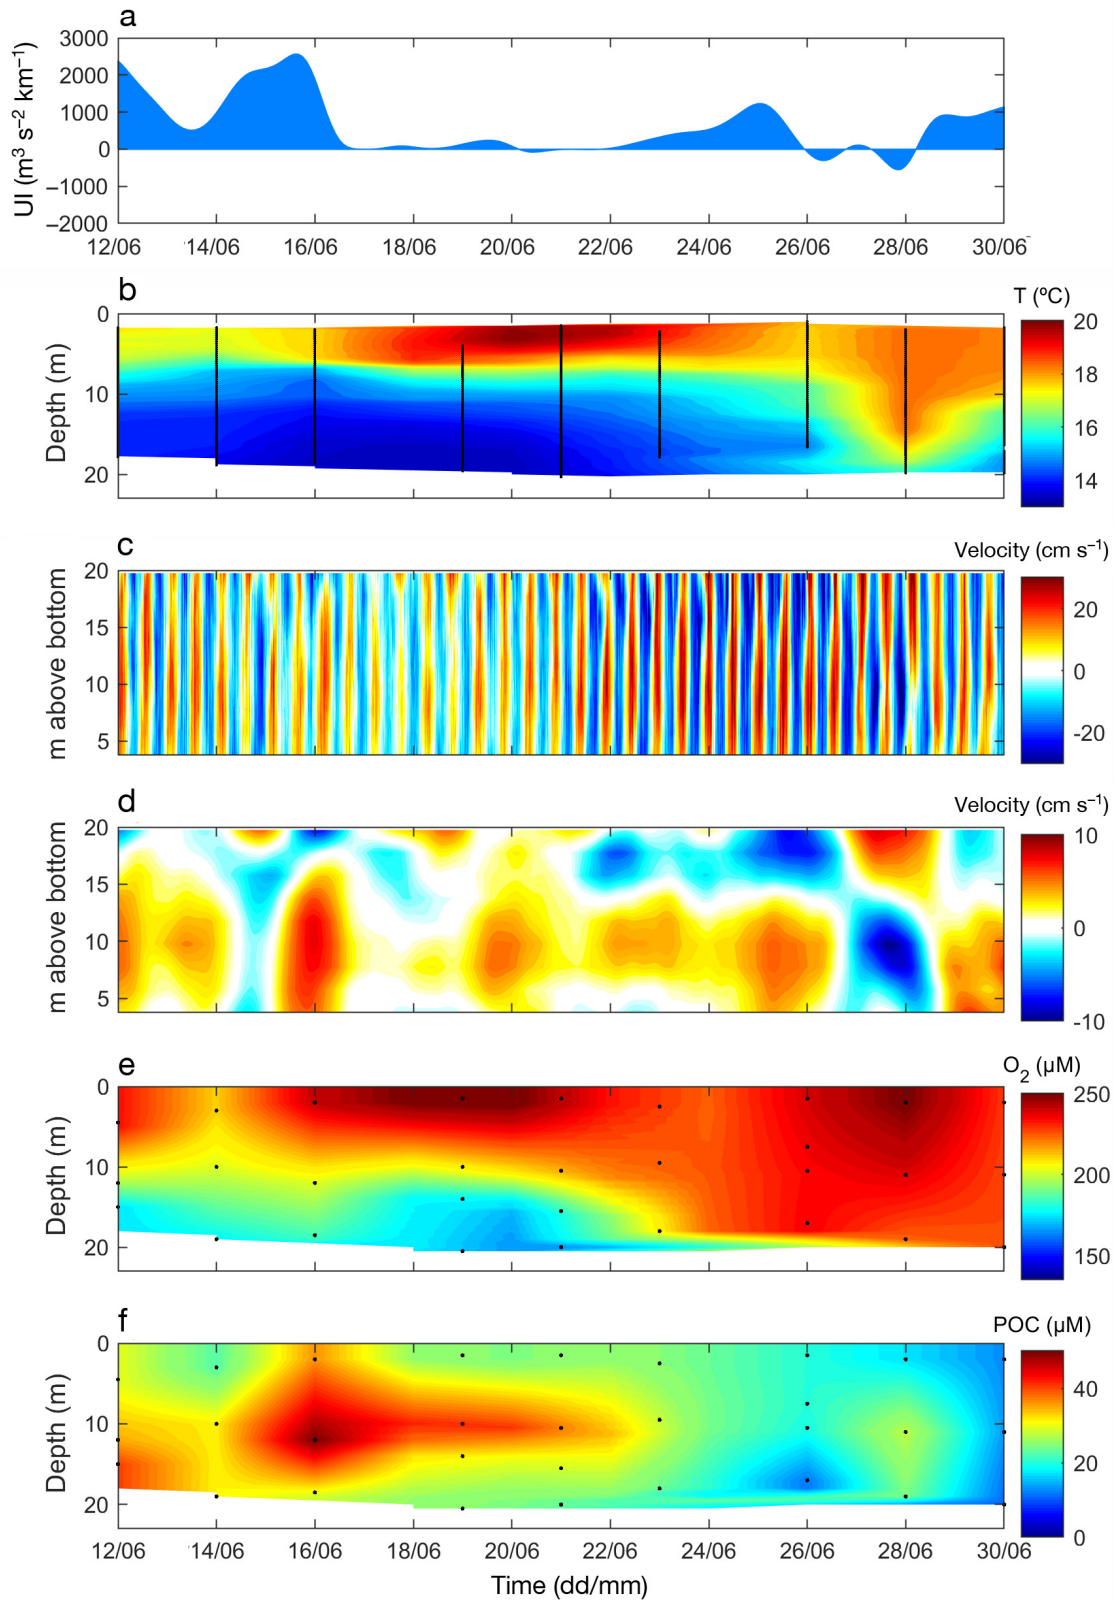 a
3000
2000
1000
0
−1000
−2000
UI (m³ s⁻² km⁻¹)
12/06 14/06 16/06 18/06 20/06 22/06 24/06 26/06 28/06 30/06
b
T (ºC)
0
10
20
Depth (m)
20
18
16
14
c
Velocity (cm s⁻¹)
20
15
10
5
m above bottom
20
0
-20
d
Velocity (cm s⁻¹)
20
15
10
5
m above bottom
10
0
-5
-10
e
O₂ (µM)
0
10
20
Depth (m)
250
200
150
f
POC (µM)
0
10
20
Depth (m)
40
20
0
12/06 14/06 16/06 18/06 20/06 22/06 24/06 26/06 28/06 30/06
Time (dd/mm)